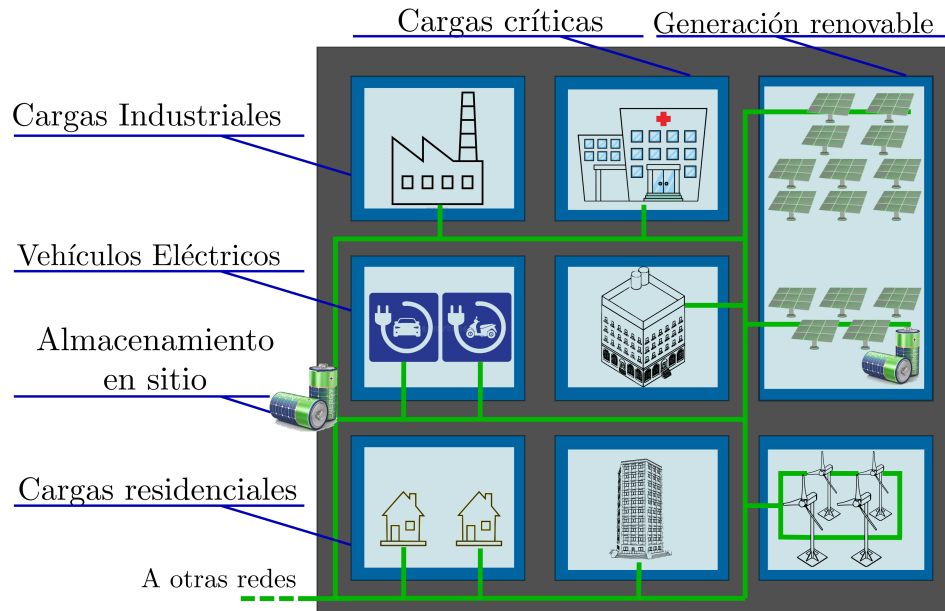 Cargas críticas
Generación renovable
Cargas Industriales
Vehículos Eléctricos
Almacenamiento
en sitio
Cargas residenciales
A otras redes